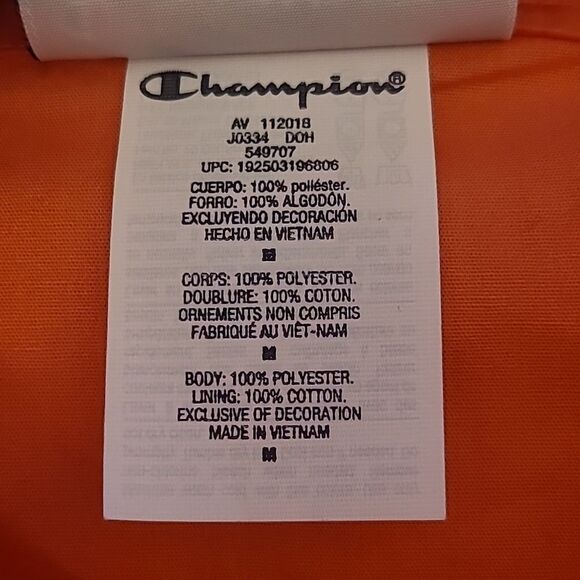 Champion®
AV 112018
J0334 DOH
549707
UPC: 192503196806
CUERPO: 100% poliéster.
FORRO: 100% ALGODÓN.
EXCLUYENDO DECORACIÓN
HECHO EN VIETNAM
M
CORPS: 100% POLYESTER.
DOUBLURE: 100% COTON.
ORNEMENTS NON COMPRIS
FABRIQUÉ AU VIÊT-NAM
M
BODY: 100% POLYESTER.
LINING: 100% COTTON.
EXCLUSIVE OF DECORATION
MADE IN VIETNAM
M